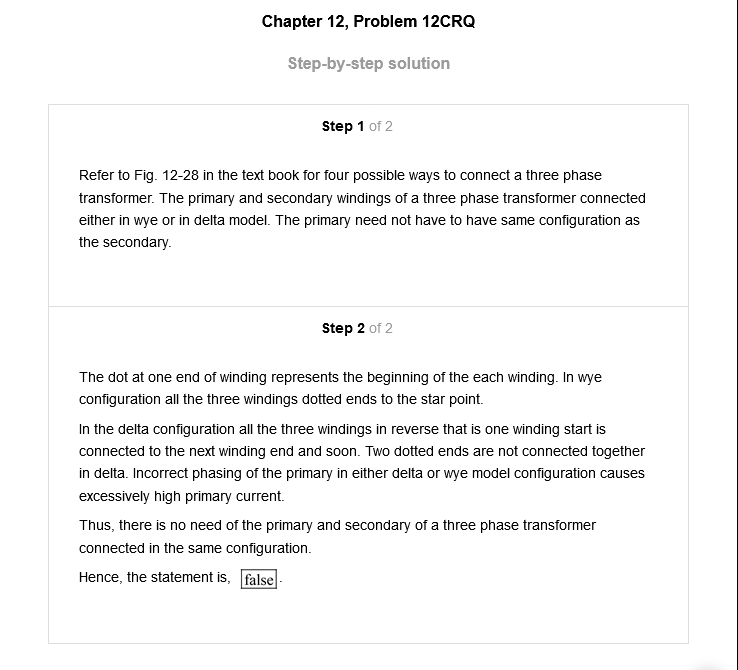 Chapter 12, Problem 12CRQ
Step-by-step solution
Step 1 of 2
Refer to Fig. 12-28 in the text book for four possible ways to connect a three phase
transformer. The primary and secondary windings of a three phase transformer connected
either in wye or in delta model. The primary need not have to have same configuration as
the secondary.
Step 2 of 2
The dot at one end of winding represents the beginning of the each winding. In wye
configuration all the three windings dotted ends to the star point.
In the delta configuration all the three windings in reverse that is one winding start is
connected to the next winding end and soon. Two dotted ends are not connected together
in delta. Incorrect phasing of the primary in either delta or wye model configuration causes
excessively high primary current.
Thus, there is no need of the primary and secondary of a three phase transformer
connected in the same configuration.
Hence, the statement is, false.